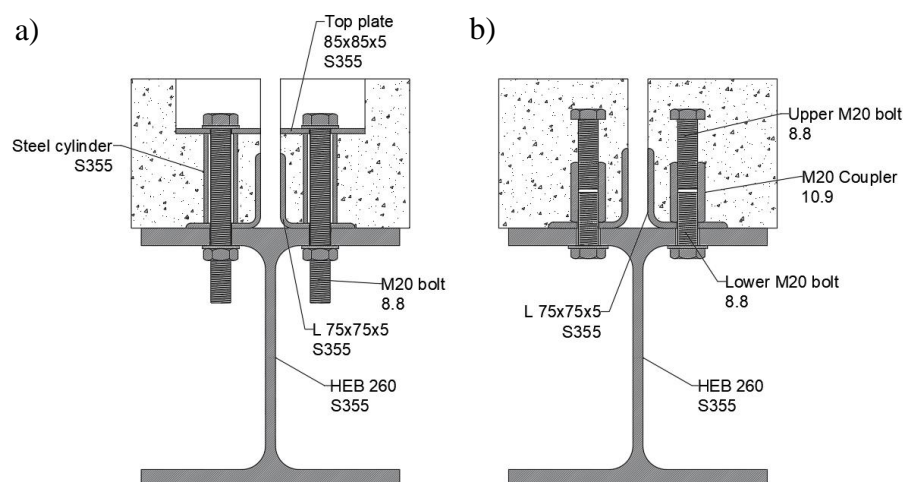 a)
Top plate
85x85x5
S355
Steel cylinder
S355
M20 bolt
8.8
L 75x75x5
S355
HEB 260
S355
b)
Upper M20 bolt
8.8
M20 Coupler
10.9
Lower M20 bolt
8.8
L 75x75x5
S355
HEB 260
S355